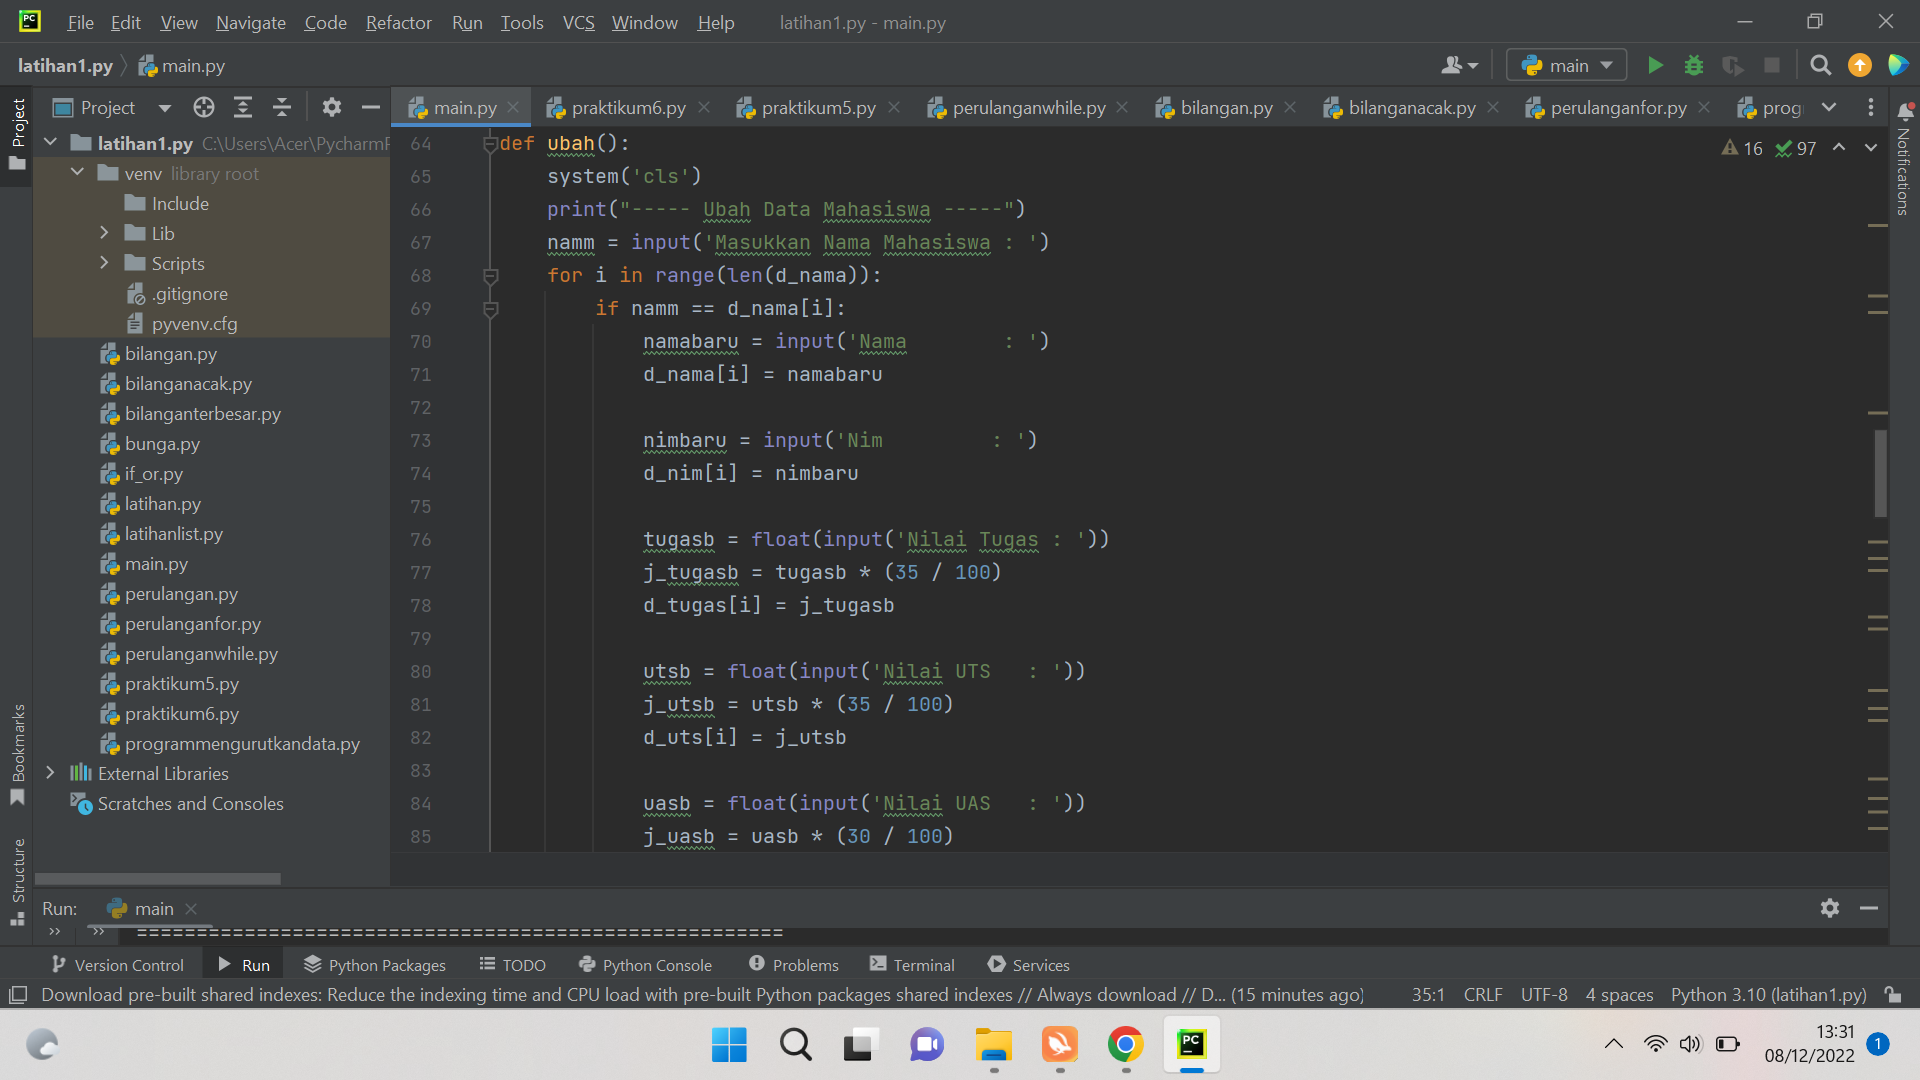 File Edit View Navigate Code Refactor Run Tools VCS Window Help latihan1.py - main.py
latihan1.py main.py main
Project main.py praktikum6.py praktikum5.py perulanganwhile.py bilangan.py bilanganacak.py perulanganfor.py prog
Project
Bookmarks
Structure
Notifications
latihan1.py C:\Users\Acer\PycharmP
venv library root
Include
Lib
Scripts
.gitignore
pyvenv.cfg
bilangan.py
bilanganacak.py
bilanganterbesar.py
bunga.py
if_or.py
latihan.py
latihanlist.py
main.py
perulangan.py
perulanganfor.py
perulanganwhile.py
praktikum5.py
praktikum6.py
programmengurutkandata.py
External Libraries
Scratches and Consoles
16 97
64 def ubah():
65     system('cls')
66     print("----- Ubah Data Mahasiswa -----")
67     namm = input('Masukkan Nama Mahasiswa : ')
68     for i in range(len(d_nama)):
69         if namm == d_nama[i]:
70             namabaru = input('Nama        : ')
71             d_nama[i] = namabaru
72
73             nimbaru = input('Nim         : ')
74             d_nim[i] = nimbaru
75
76             tugasb = float(input('Nilai Tugas : '))
77             j_tugasb = tugasb * (35 / 100)
78             d_tugas[i] = j_tugasb
79
80             utsb = float(input('Nilai UTS   : '))
81             j_utsb = utsb * (35 / 100)
82             d_uts[i] = j_utsb
83
84             uasb = float(input('Nilai UAS   : '))
85             j_uasb = uasb * (30 / 100)
Run: main
======================================================
Version Control Run Python Packages TODO Python Console Problems Terminal Services
Download pre-built shared indexes: Reduce the indexing time and CPU load with pre-built Python packages shared indexes // Always download // D... (15 minutes ago) 35:1 CRLF UTF-8 4 spaces Python 3.10 (latihan1.py)
13:31
08/12/2022
1